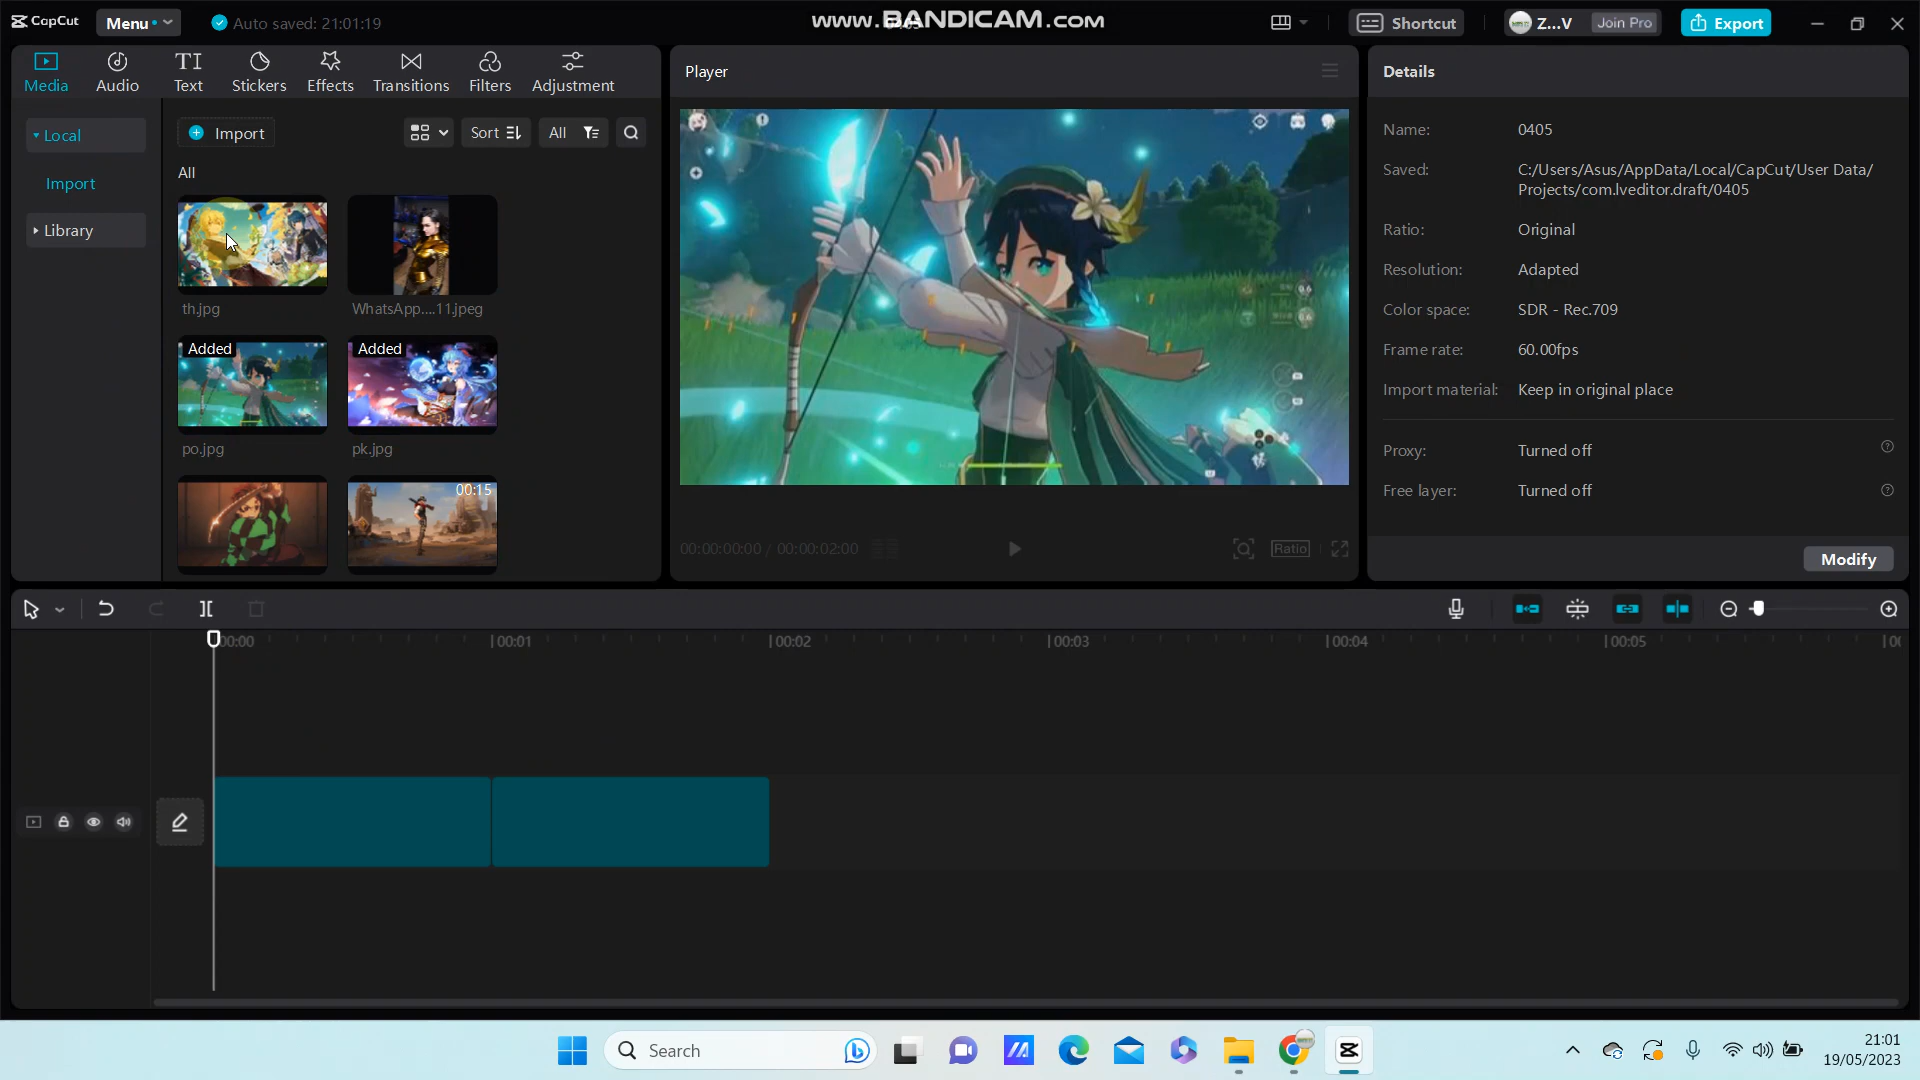 CapCut
Menu
Auto saved: 21:01:19
www.BANDICAM.com
Shortcut
Z...V
Join Pro
Export
Media
Audio
Text
Stickers
Effects
Transitions
Filters
Adjustment
Local
Import
Library
Import
Sort
All
All
th.jpg
WhatsApp....11.jpeg
Added
Added
po.jpg
pk.jpg
00:15
Player
00:00:00:00 / 00:00:02:00
Ratio
Details
Name: 0405
Saved: C:/Users/Asus/AppData/Local/CapCut/User Data/
Projects/com.lveditor.draft/0405
Ratio: Original
Resolution: Adapted
Color space: SDR - Rec.709
Frame rate: 60.00fps
Import material: Keep in original place
Proxy: Turned off
Free layer: Turned off
Modify
00:00
00:01
00:02
00:03
00:04
00:05
Search
21:01
19/05/2023